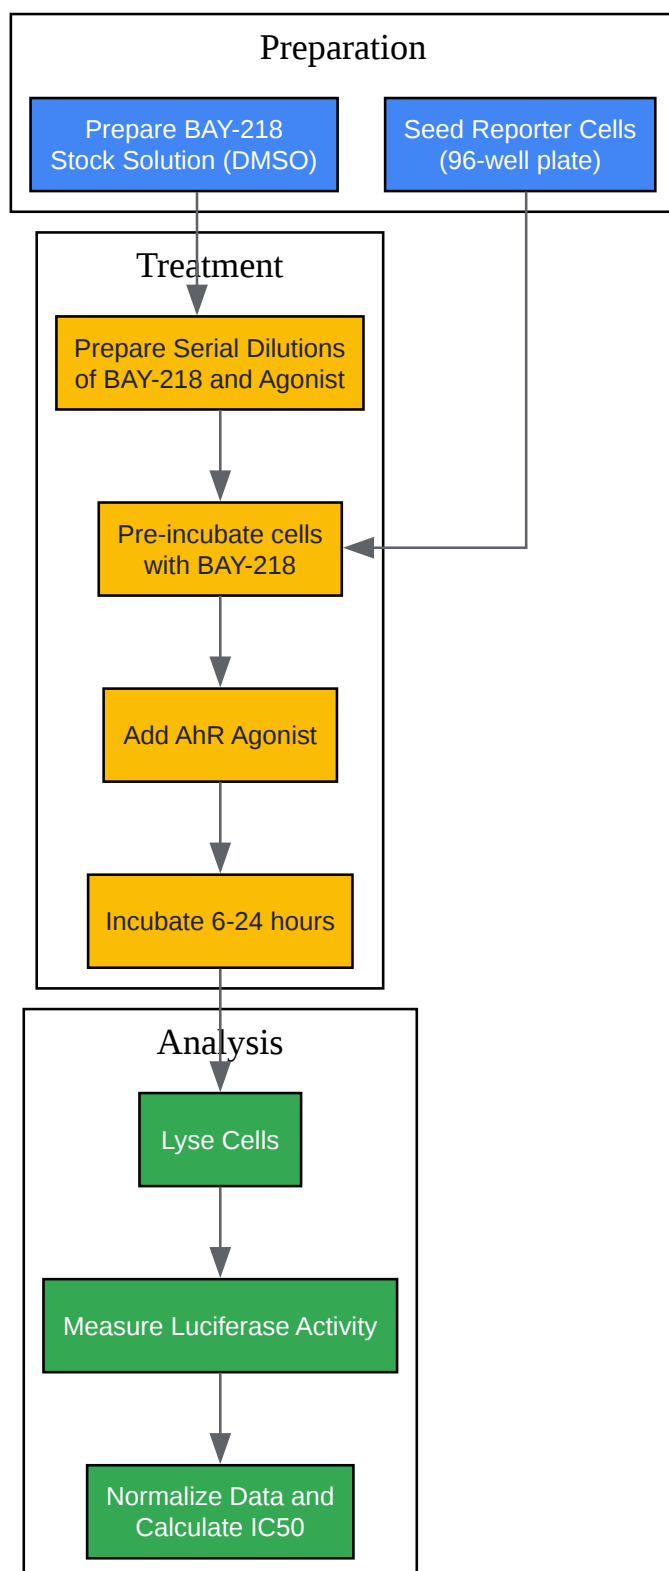 Preparation
Prepare BAY-218
Stock Solution (DMSO)
Seed Reporter Cells
(96-well plate)
Treatment
Prepare Serial Dilutions
of BAY-218 and Agonist
Pre-incubate cells
with BAY-218
Add AhR Agonist
Incubate 6-24 hours
Analysis
Lyse Cells
Measure Luciferase Activity
Normalize Data and
Calculate IC50